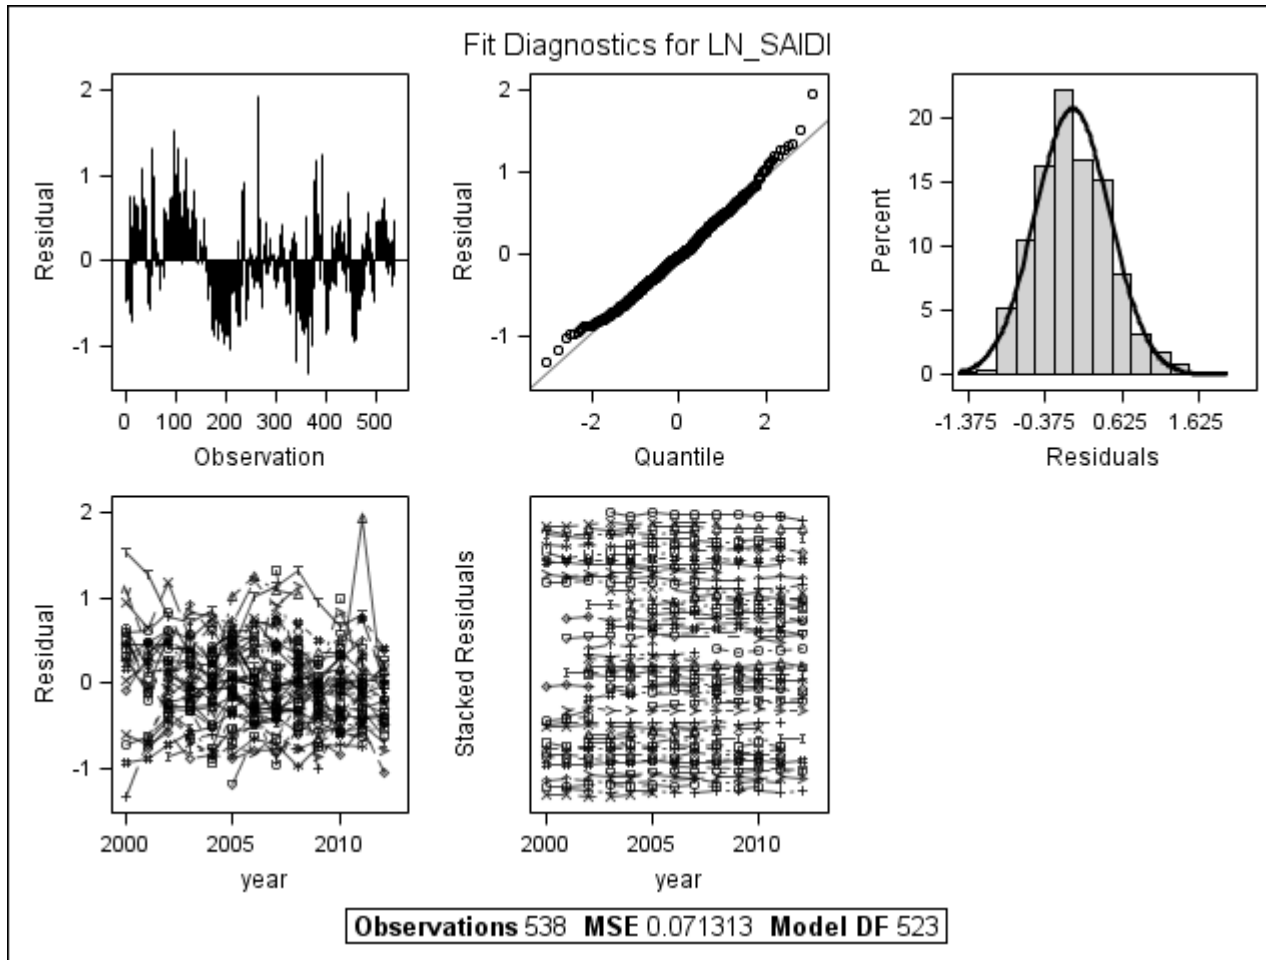 Fit Diagnostics for LN_SAIDI
2
1
0
-1
Residual
0 100 200 300 400 500
Observation
2
1
0
-1
Residual
-2 0 2
Quantile
20
15
10
5
0
Percent
-1.375 -0.375 0.625 1.625
Residuals
2
1
0
-1
Residual
2000 2005 2010
year
Stacked Residuals
2000 2005 2010
year
Observations 538 MSE 0.071313 Model DF 523